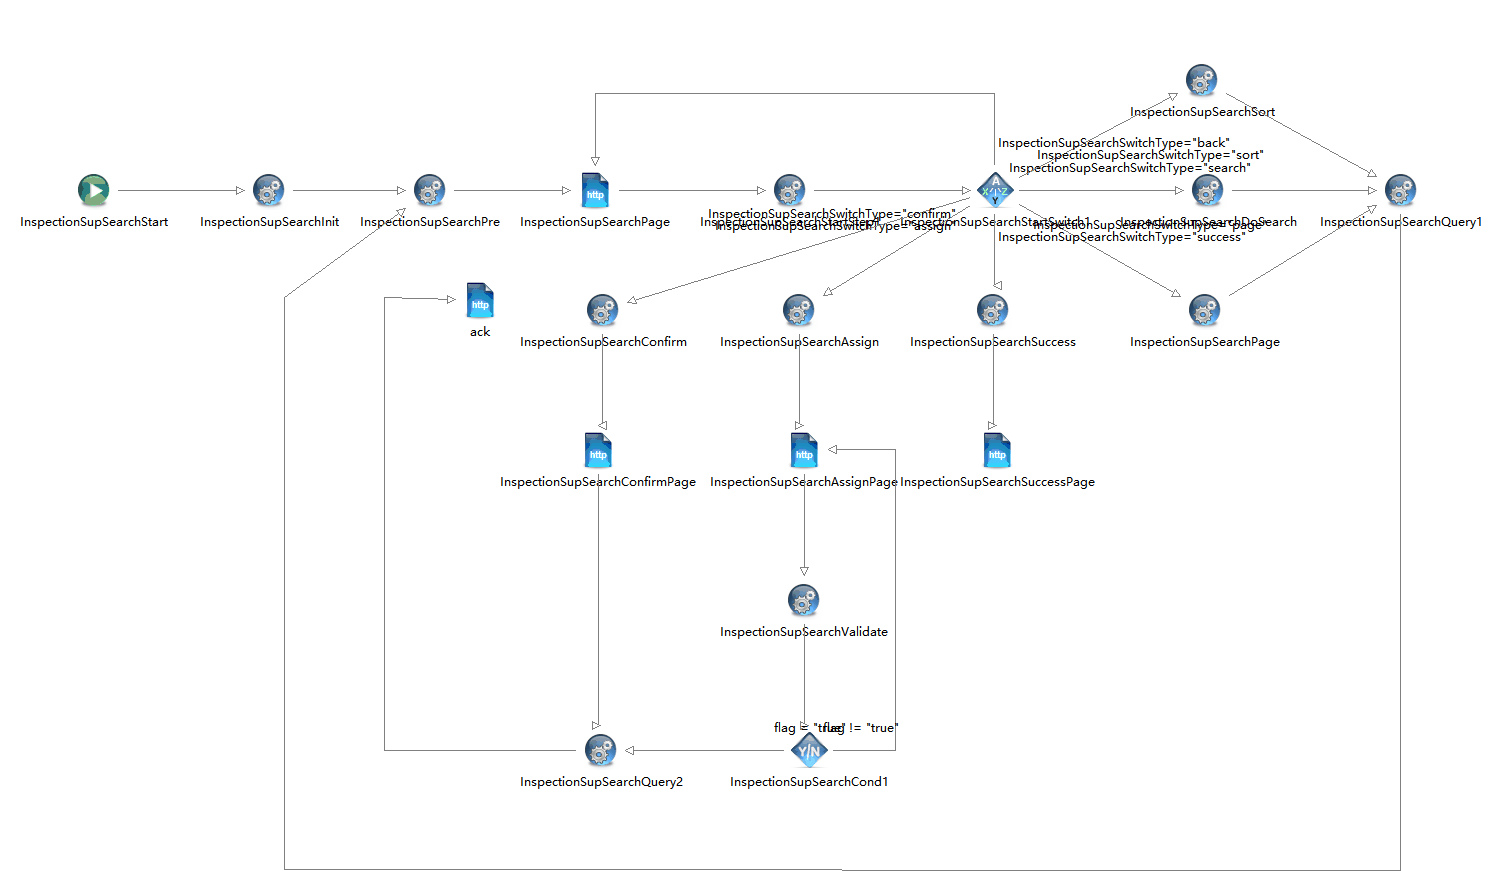 InspectionSupSearchSort
InspectionSupSearchSwitchType="back"
InspectionSupSearchSwitchType="sort"
InspectionSupSearchSwitchType="search"
A
X
Z
Y
http
InspectionSupSearchStart
InspectionSupSearchInit
InspectionSupSearchPre
InspectionSupSearchPage
InspectionSupSearchSwitchType="confirm"
InspectionSupSearchSwitchType="assign"
InspectionSupSearchStartSwitch1
InspectionSupSearchDoSearch
InspectionSupSearchSwitchType="page"
InspectionSupSearchSwitchType="success"
InspectionSupSearchQuery1
http
ack
InspectionSupSearchConfirm
InspectionSupSearchAssign
InspectionSupSearchSuccess
InspectionSupSearchPage
http
http
http
InspectionSupSearchConfirmPage
InspectionSupSearchAssignPage
InspectionSupSearchSuccessPage
InspectionSupSearchValidate
flag = "true"
flag != "true"
Y/N
InspectionSupSearchQuery2
InspectionSupSearchCond1